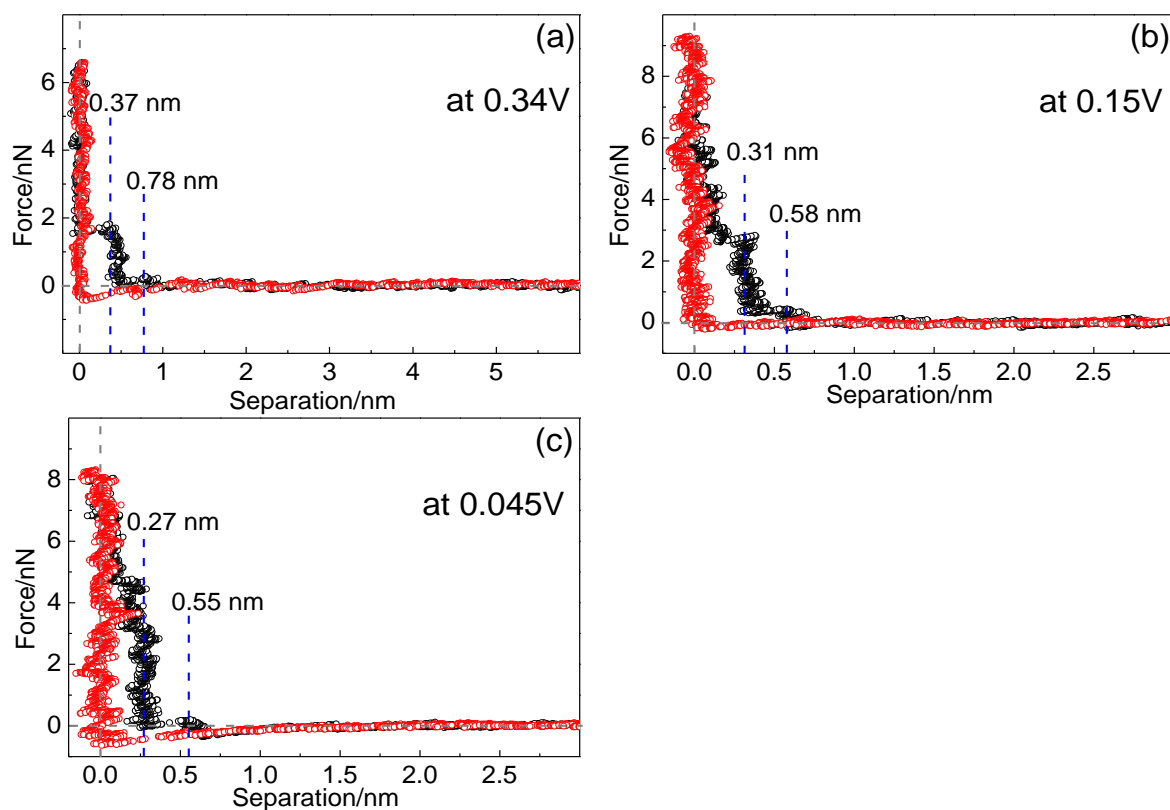 (a)
at 0.34V
0.37 nm
0.78 nm
Force/nN
6
4
2
0
0 1 2 3 4 5
Separation/nm
(b)
at 0.15V
0.31 nm
0.58 nm
Force/nN
8
6
4
2
0
0.0 0.5 1.0 1.5 2.0 2.5
Separation/nm
(c)
at 0.045V
0.27 nm
0.55 nm
Force/nN
8
6
4
2
0
0.0 0.5 1.0 1.5 2.0 2.5
Separation/nm